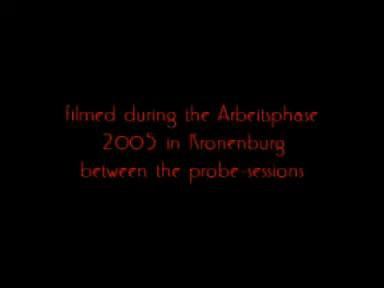 filmed during the Arbeitsphase
2005 in Kronenburg
between the probe-sessions